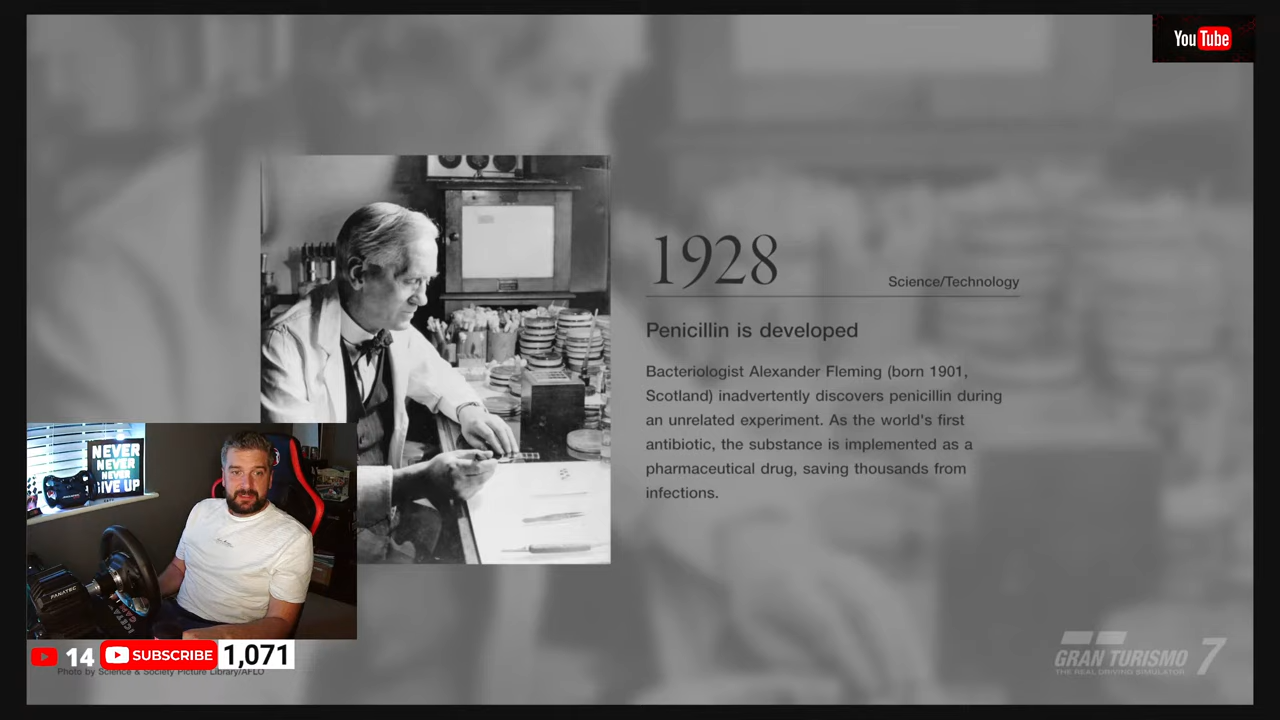 YouTube
1928
Science/Technology
Penicillin is developed
Bacteriologist Alexander Fleming (born 1901,
Scotland) inadvertently discovers penicillin during
an unrelated experiment. As the world's first
antibiotic, the substance is implemented as a
pharmaceutical drug, saving thousands from
infections.
NEVER
NEVER
NEVER
GIVE UP
FANATEC
14
SUBSCRIBE
1,071
Photo by Science & Society Picture Library/AFLO
GRAN TURISMO 7
THE REAL DRIVING SIMULATOR